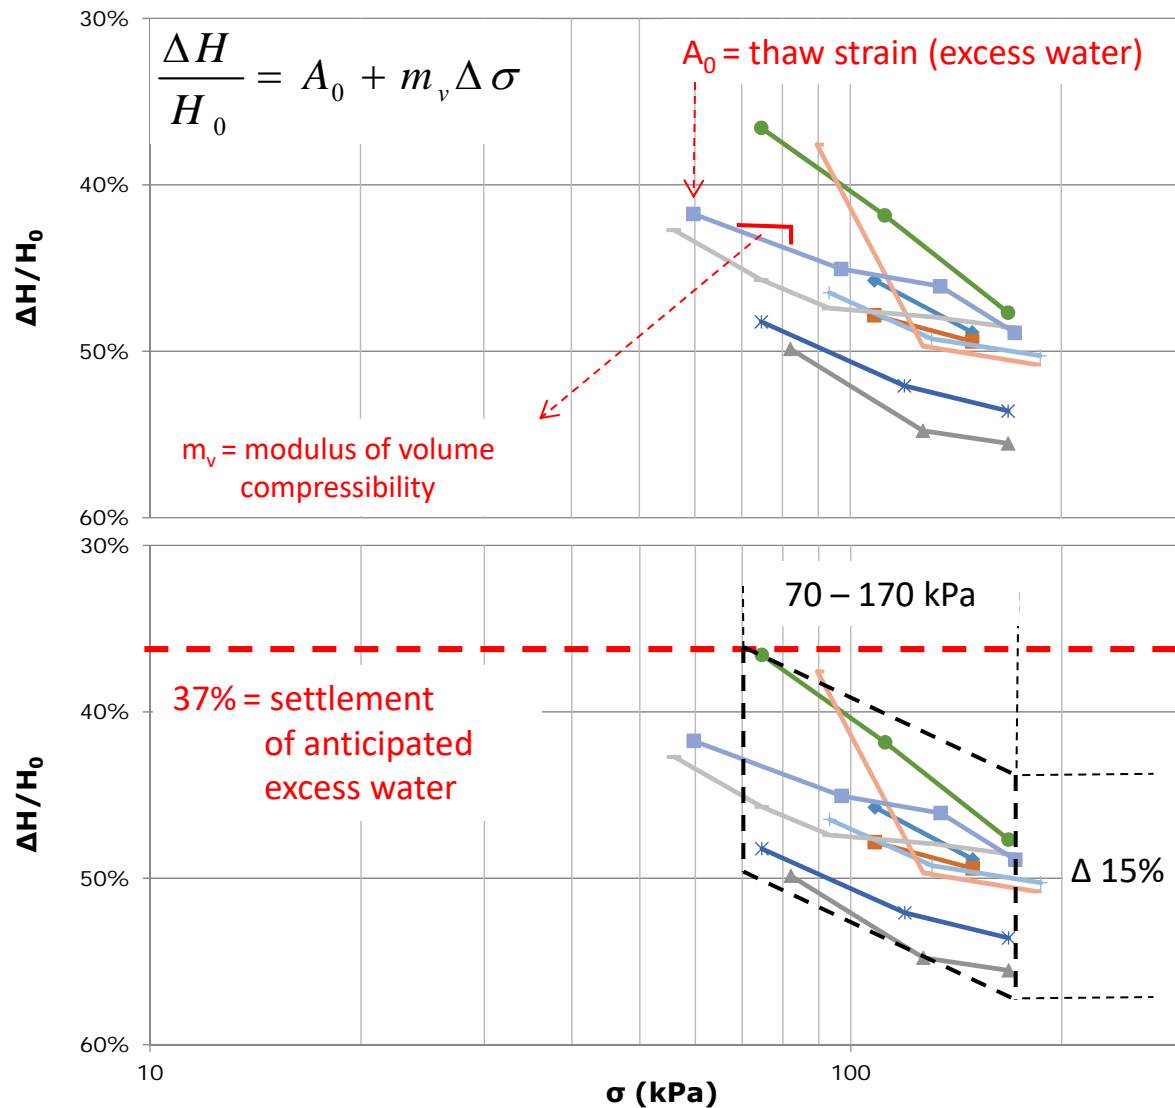 30%
ΔH
H₀ = A₀ + mᵥ Δ σ
A₀ = thaw strain (excess water)
40%
ΔH/H₀
50%
mᵥ = modulus of volume
compressibility
60%
30%
70 – 170 kPa
37% = settlement
of anticipated
excess water
40%
ΔH/H₀
50%
Δ 15%
60%
10
100
σ (kPa)